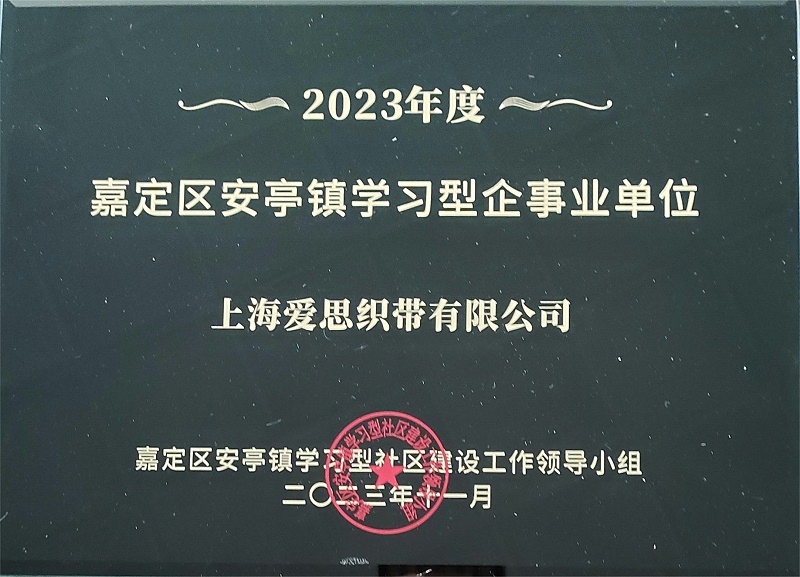 2023年度
嘉定区安亭镇学习型企事业单位
上海爱思织带有限公司
嘉定区安亭镇学习型社区建设工作领导小组
二〇二三年十一月